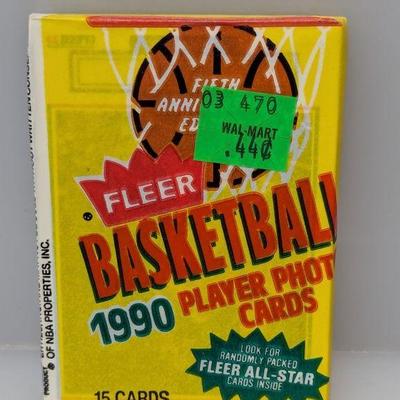 FIFTH
ANNI
ED
03 470
WAL-MART
.44¢
FLEER
®
BASKETBALL
1990 PLAYER PHOT
CARDS
LOOK FOR
RANDOMLY PACKED
FLEER ALL-STAR
CARDS INSIDE
15 CARDS
OF NBA PROPERTIES, INC.